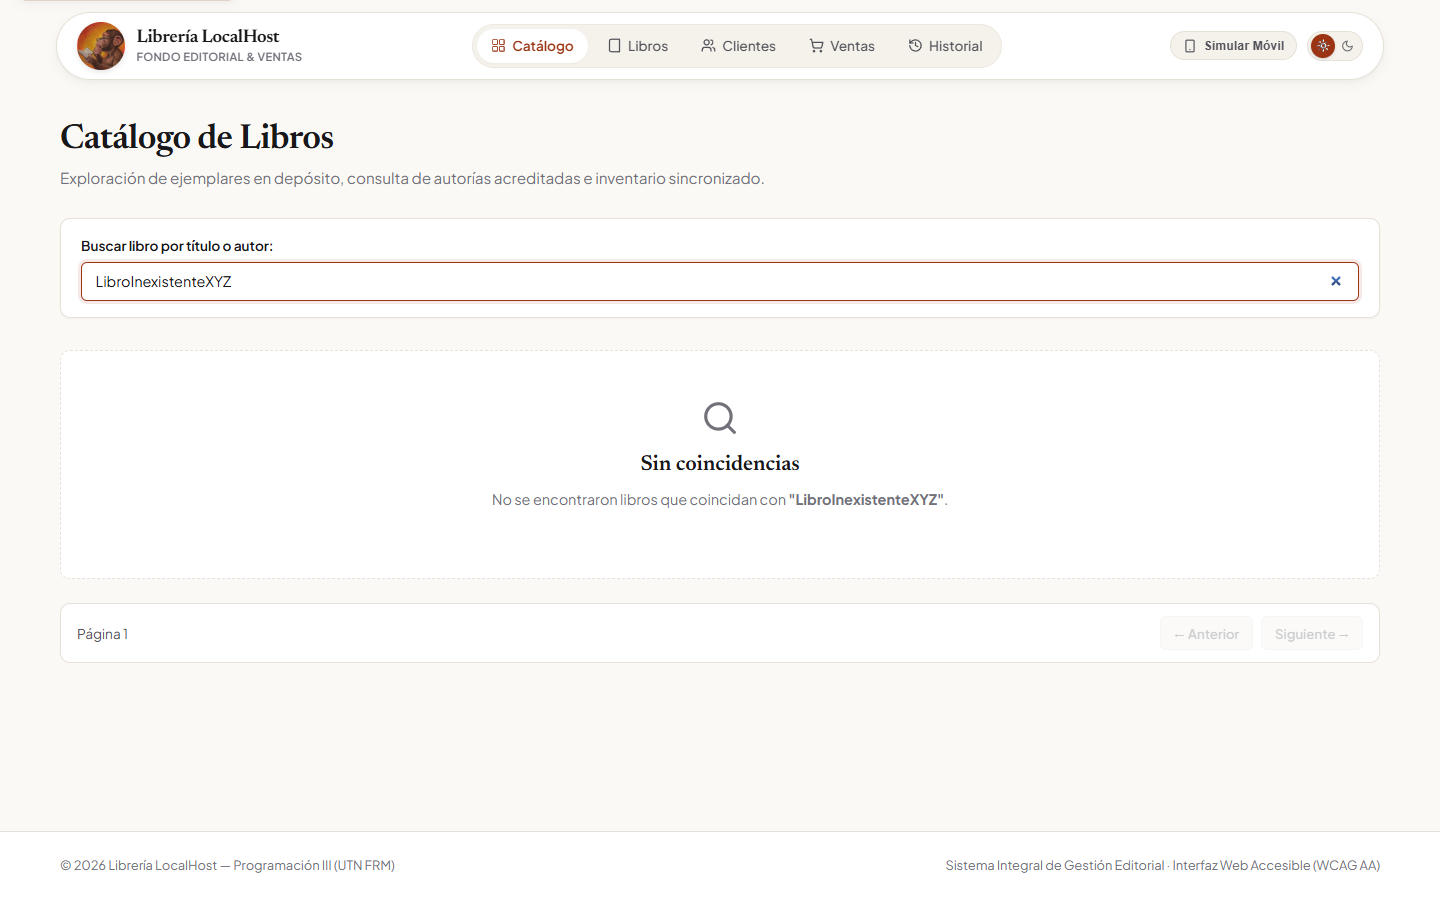 Librería LocalHost
FONDO EDITORIAL & VENTAS
Catálogo
Libros
Clientes
Ventas
Historial
Simular Móvil
Catálogo de Libros
Exploración de ejemplares en depósito, consulta de autorías acreditadas e inventario sincronizado.
Buscar libro por título o autor:
LibroInexistenteXYZ
Sin coincidencias
No se encontraron libros que coincidan con "LibroInexistenteXYZ".
Página 1
← Anterior
Siguiente →
© 2026 Librería LocalHost — Programación III (UTN FRM)
Sistema Integral de Gestión Editorial · Interfaz Web Accesible (WCAG AA)